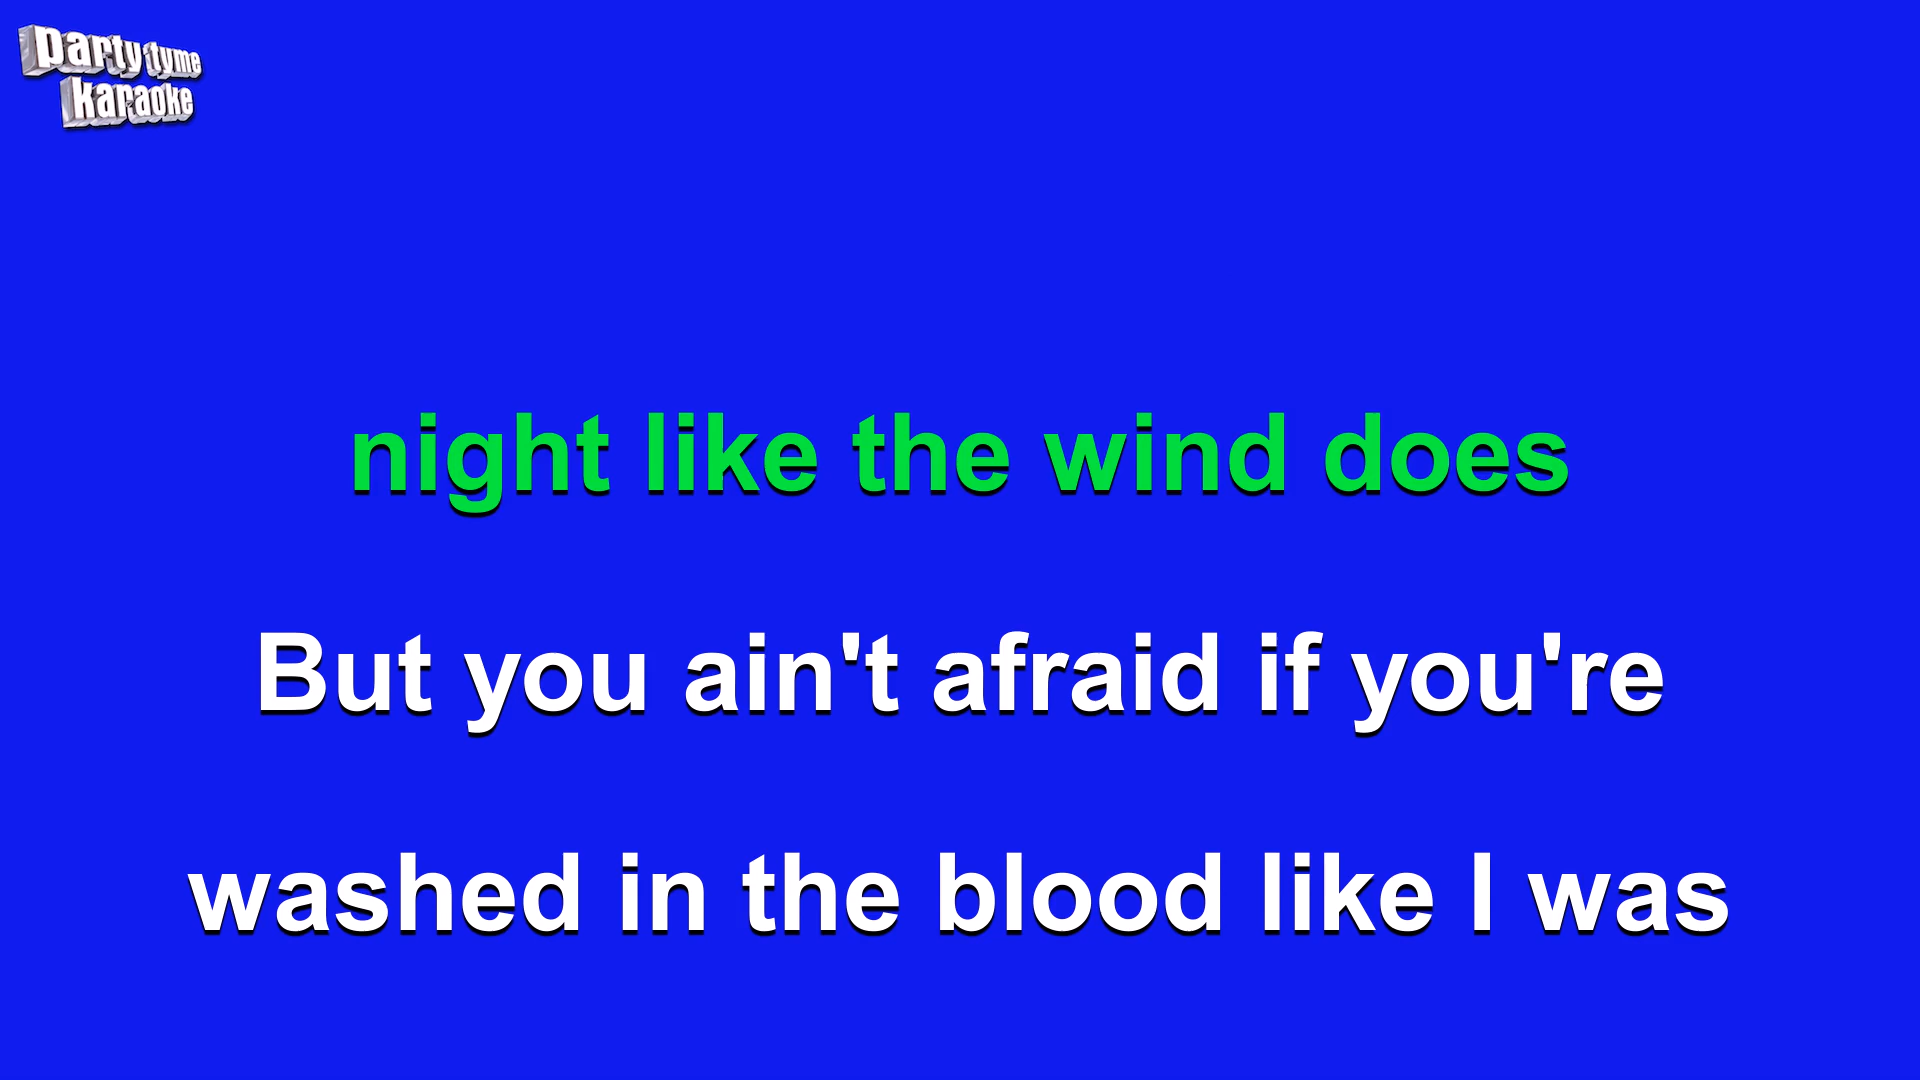 party tyme
karaoke
night like the wind does
But you ain't afraid if you're
washed in the blood like I was